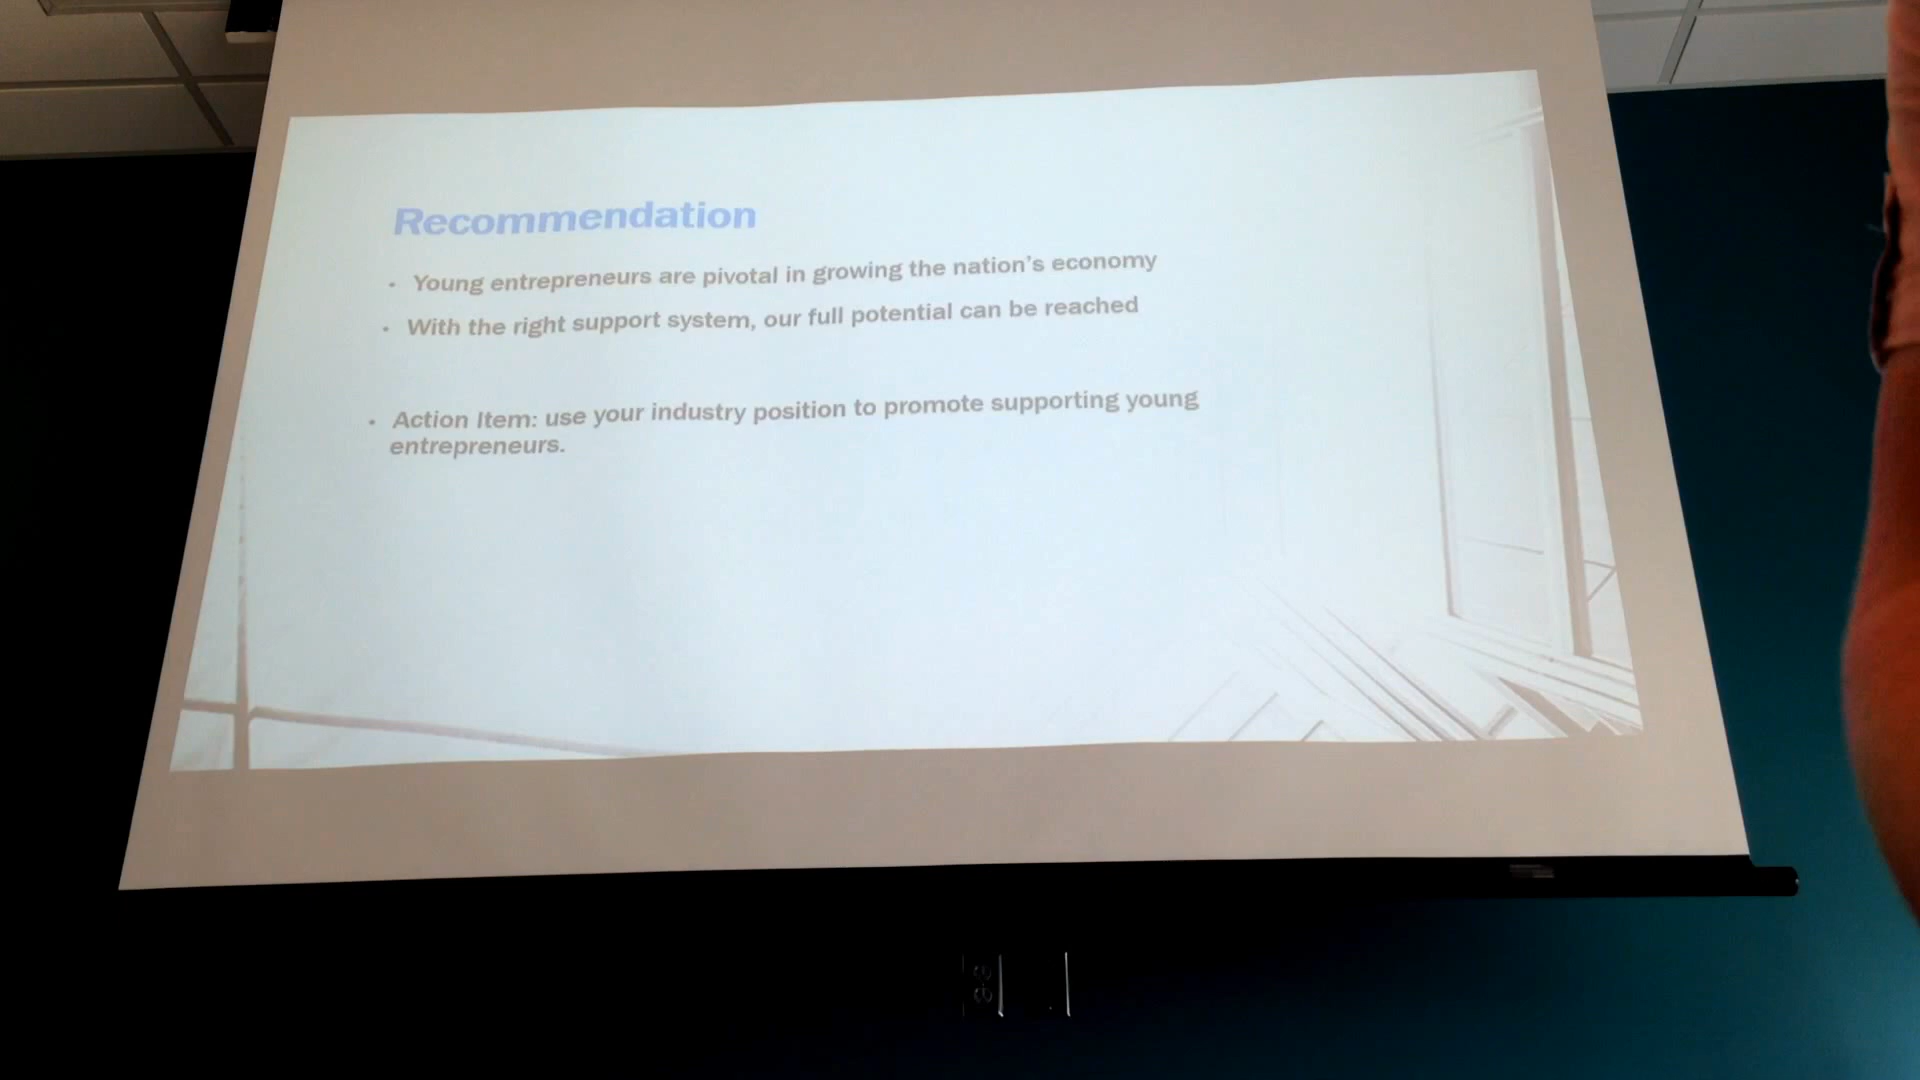 Recommendation
• Young entrepreneurs are pivotal in growing the nation's economy
• With the right support system, our full potential can be reached
• Action Item: use your industry position to promote supporting young
entrepreneurs.